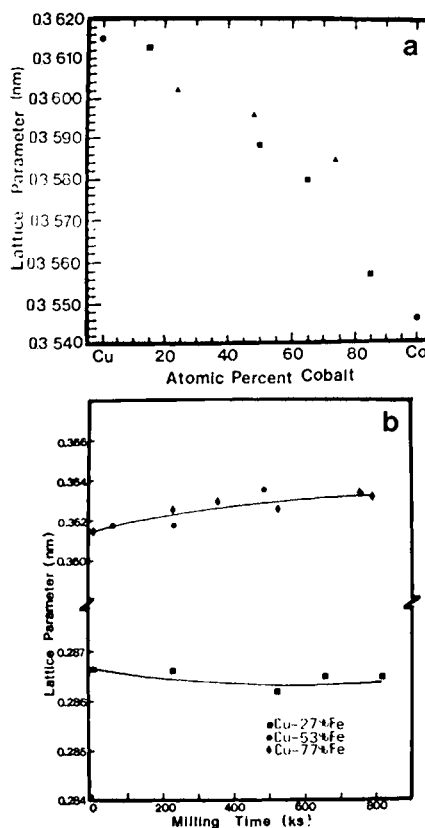 a
03 620
03 600
03 590
03 580
03 570
03 560
03 550
03 540
Lattice Parameter (nm)
Cu 20 40 60 80 Co
Atomic Percent Cobalt
b
0.366
0.364
0.362
0.360
0.287
0.286
0.285
0.284
Lattice Parameter (nm)
Cu-27%Fe
Cu-53%Fe
Cu-77%Fe
0 200 400 600 800
Milling Time (ks)